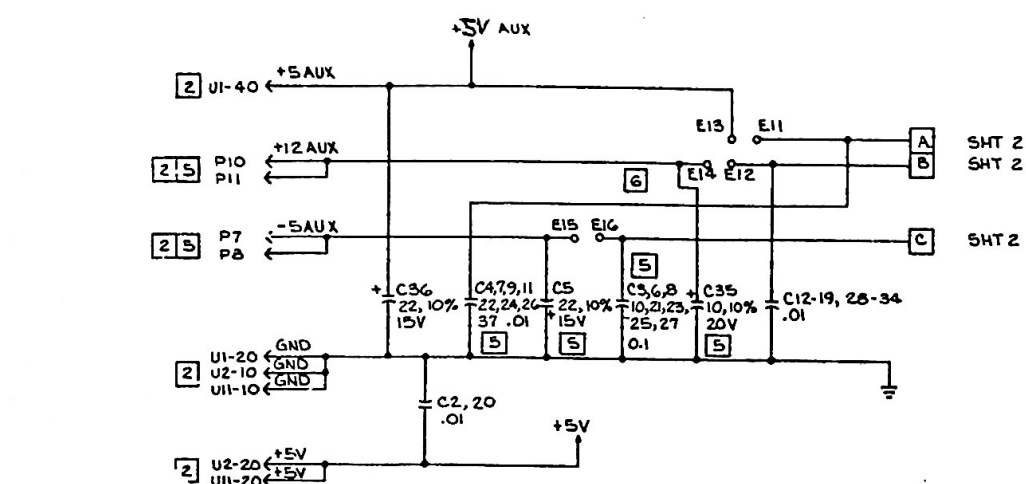 +5V AUX
2 U1-40 +5AUX
E13 E11
A SHT 2
2 5 P10 +12 AUX
P11
B SHT 2
E14 E12
6
2 5 P7 -5AUX
P8
E15 E16
C SHT 2
5
+ C36
22, 10%
15V
C4,7,9,11
22,24,26
37 .01
5
C5
22, 10%
+ 15V
5
C3,6,8
10,21,23,
25,27
0.1
+ C35
10,10%
20V
5
C12-19, 28-34
.01
U1-20 GND
2 U2-10 GND
U11-10 GND
C2, 20
.01
+5V
2 U2-20 +5V
U11-20 +5V